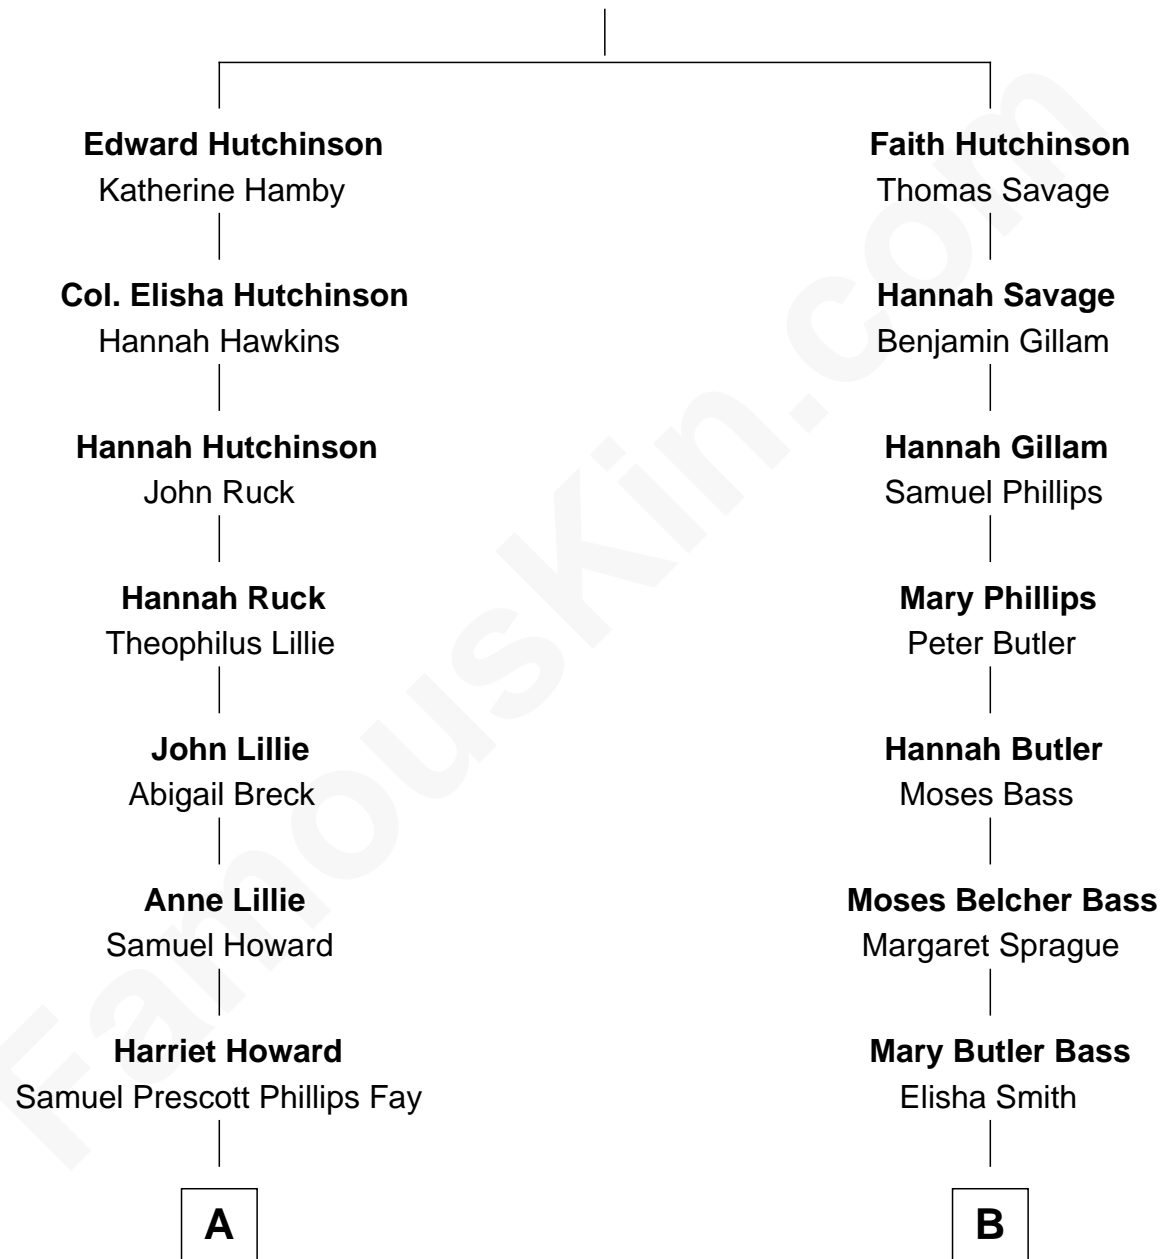 Edward Hutchinson
Katherine Hamby
Col. Elisha Hutchinson
Hannah Hawkins
Hannah Hutchinson
John Ruck
Hannah Ruck
Theophilus Lillie
John Lillie
Abigail Breck
Anne Lillie
Samuel Howard
Harriet Howard
Samuel Prescott Phillips Fay
A
Faith Hutchinson
Thomas Savage
Hannah Savage
Benjamin Gillam
Hannah Gillam
Samuel Phillips
Mary Phillips
Peter Butler
Hannah Butler
Moses Bass
Moses Belcher Bass
Margaret Sprague
Mary Butler Bass
Elisha Smith
B
FamousKin.com